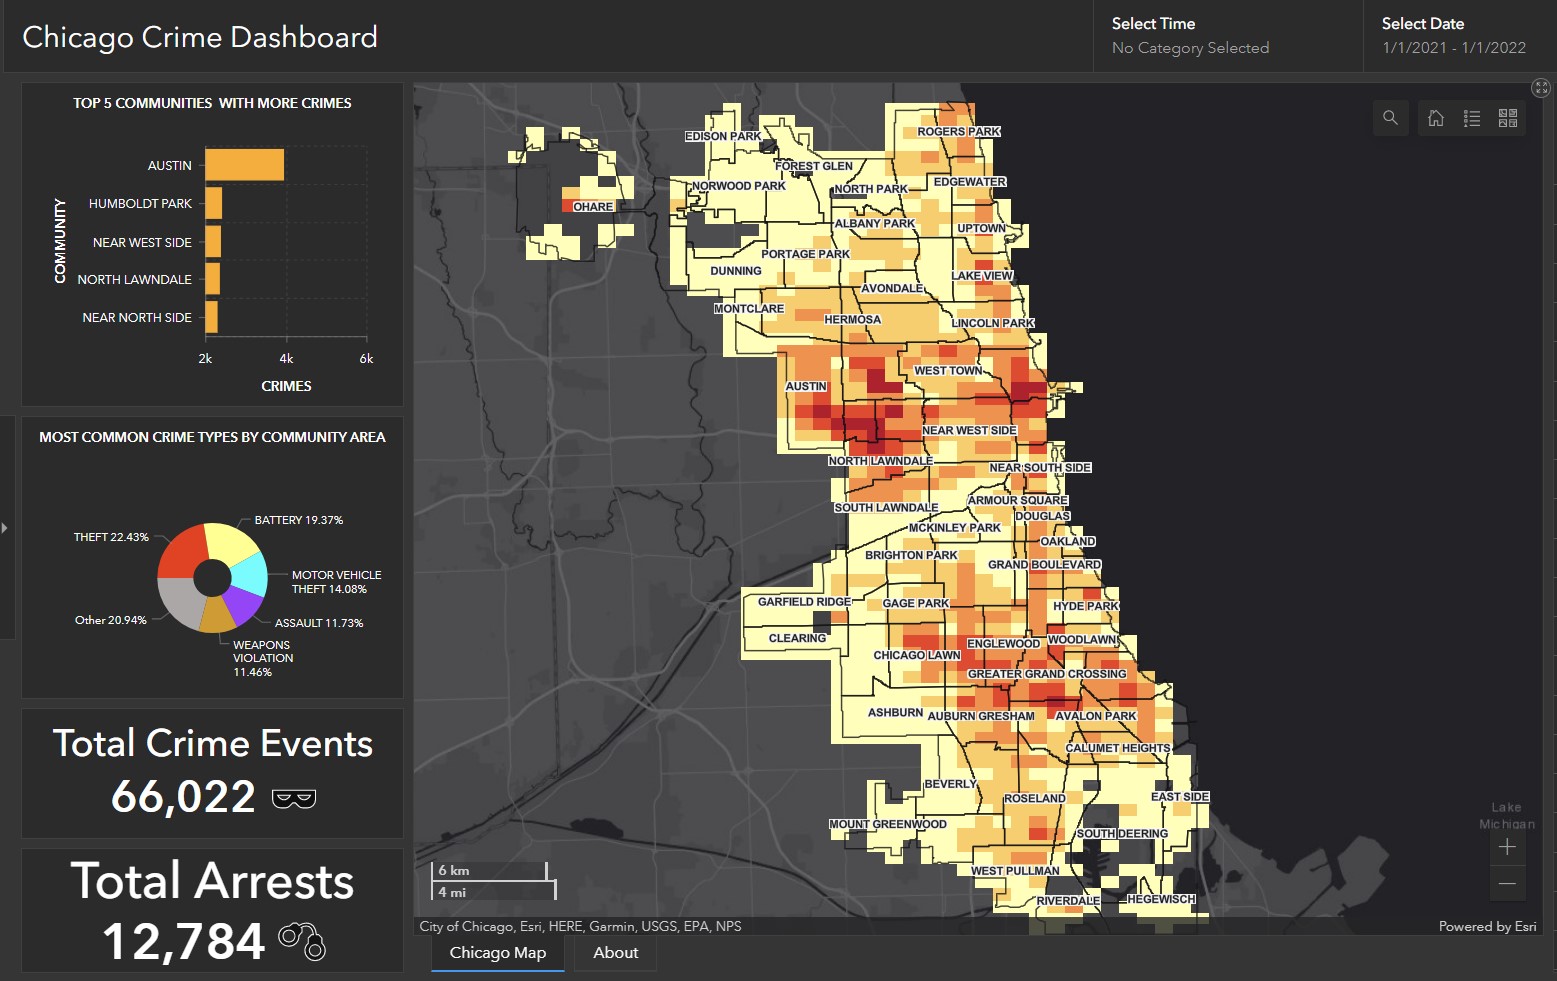 Chicago Crime Dashboard
Select Time
No Category Selected
Select Date
1/1/2021 - 1/1/2022
TOP 5 COMMUNITIES WITH MORE CRIMES
COMMUNITY
AUSTIN
HUMBOLDT PARK
NEAR WEST SIDE
NORTH LAWNDALE
NEAR NORTH SIDE
2k 4k 6k
CRIMES
MOST COMMON CRIME TYPES BY COMMUNITY AREA
BATTERY 19.37%
THEFT 22.43%
MOTOR VEHICLE
THEFT 14.08%
Other 20.94%
ASSAULT 11.73%
WEAPONS
VIOLATION
11.46%
Total Crime Events
66,022
Total Arrests
12,784
ROGERS PARK
EDISON PARK
FOREST GLEN
EDGEWATER
NORWOOD PARK
NORTH PARK
OHARE
ALBANY PARK
UPTOWN
PORTAGE PARK
DUNNING
LAKE VIEW
AVONDALE
MONTCLARE
HERMOSA
LINCOLN PARK
WEST TOWN
AUSTIN
NEAR WEST SIDE
NORTH LAWNDALE
NEAR SOUTH SIDE
ARMOUR SQUARE
SOUTH LAWNDALE
DOUGLAS
MCKINLEY PARK
OAKLAND
BRIGHTON PARK
GRAND BOULEVARD
GARFIELD RIDGE
GAGE PARK
HYDE PARK
CLEARING
ENGLEWOOD
WOODLAWN
CHICAGO LAWN
GREATER GRAND CROSSING
ASHBURN
AUBURN GRESHAM
AVALON PARK
CALUMET HEIGHTS
BEVERLY
ROSELAND
EAST SIDE
MOUNT GREENWOOD
SOUTH DEERING
WEST PULLMAN
RIVERDALE
HEGEWISCH
Lake
Michigan
6 km
4 mi
City of Chicago, Esri, HERE, Garmin, USGS, EPA, NPS
Powered by Esri
Chicago Map
About